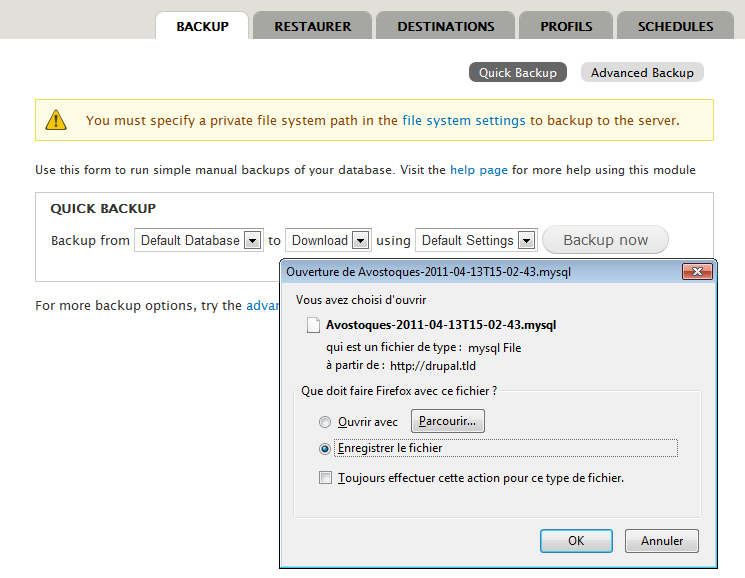 BACKUP RESTAURER DESTINATIONS PROFILS SCHEDULES
Quick Backup Advanced Backup
You must specify a private file system path in the file system settings to backup to the server.
Use this form to run simple manual backups of your database. Visit the help page for more help using this module
QUICK BACKUP
Backup from Default Database to Download using Default Settings Backup now
For more backup options, try the
Ouverture de Avostoques-2011-04-13T15-02-43.mysql
Vous avez choisi d'ouvrir
Avostoques-2011-04-13T15-02-43.mysql
qui est un fichier de type : mysql File
à partir de : http://drupal.tld
Que doit faire Firefox avec ce fichier ?
Ouvrir avec Parcourir...
Enregistrer le fichier
Toujours effectuer cette action pour ce type de fichier.
OK Annuler